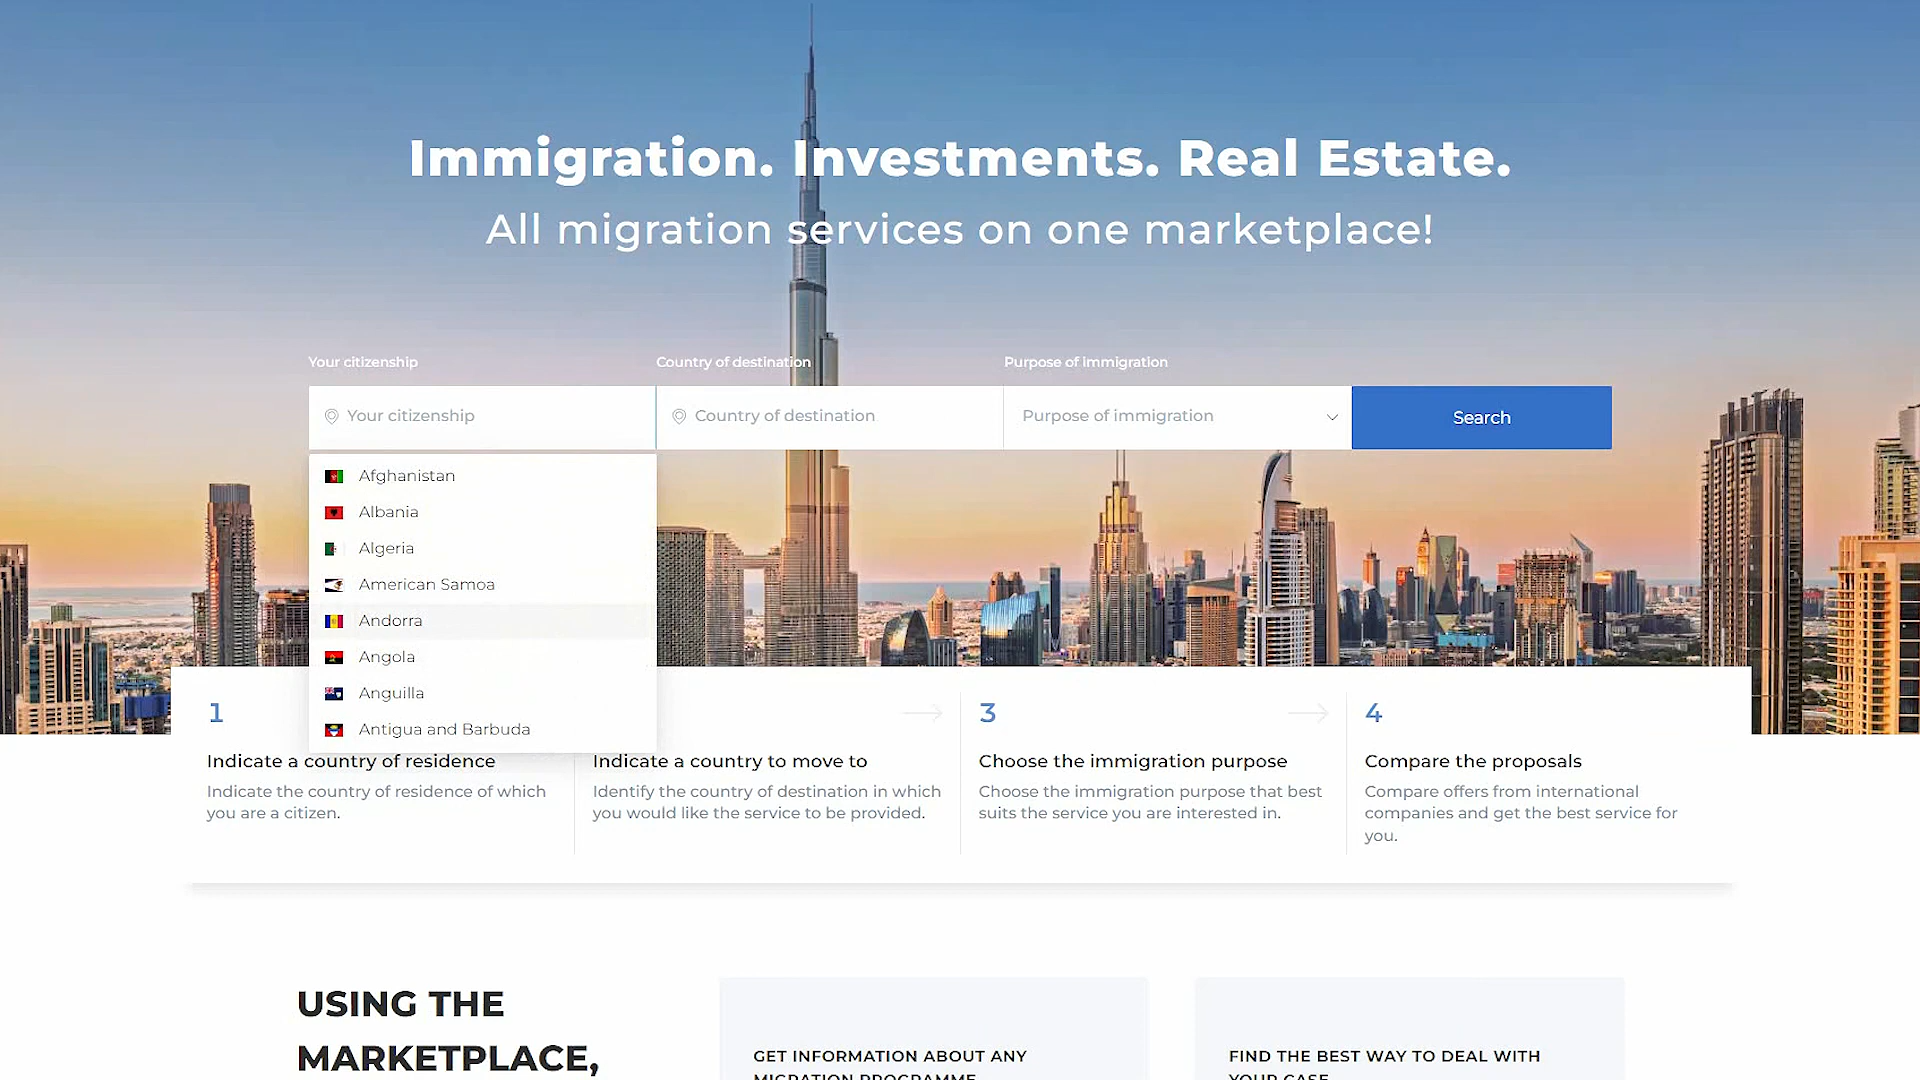 Immigration. Investments. Real Estate.
All migration services on one marketplace!
Your citizenship
Country of destination
Purpose of immigration
Your citizenship
Country of destination
Purpose of immigration
Search
Afghanistan
Albania
Algeria
American Samoa
Andorra
Angola
Anguilla
Antigua and Barbuda
1
Indicate a country of residence
Indicate the country of residence of which
you are a citizen.
Indicate a country to move to
Identify the country of destination in which
you would like the service to be provided.
3
Choose the immigration purpose
Choose the immigration purpose that best
suits the service you are interested in.
4
Compare the proposals
Compare offers from international
companies and get the best service for
you.
USING THE
MARKETPLACE,
GET INFORMATION ABOUT ANY
MIGRATION PROGRAMME
FIND THE BEST WAY TO DEAL WITH
YOUR CASE